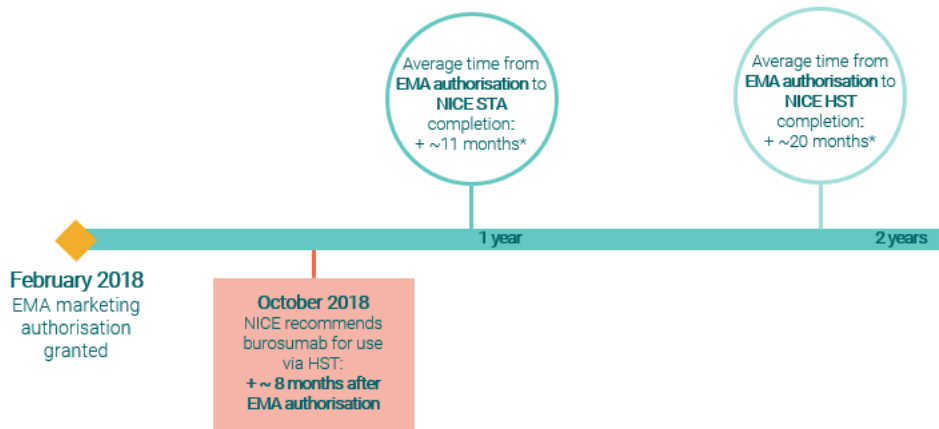 Average time from
EMA authorisation to
NICE STA
completion:
+ ~11 months*
Average time from
EMA authorisation to
NICE HST
completion:
+ ~20 months*
1 year
2 years
February 2018
EMA marketing
authorisation
granted
October 2018
NICE recommends
burosumab for use
via HST:
+ ~ 8 months after
EMA authorisation